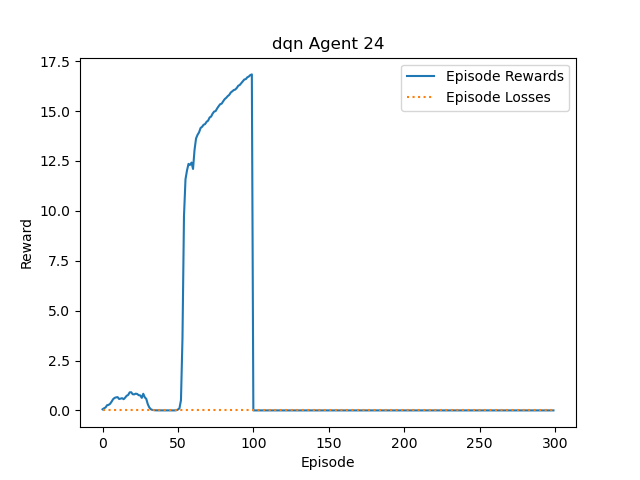 dqn Agent 24
Episode Rewards
Episode Losses
17.5
15.0
12.5
10.0
7.5
5.0
2.5
0.0
Reward
0 50 100 150 200 250 300
Episode